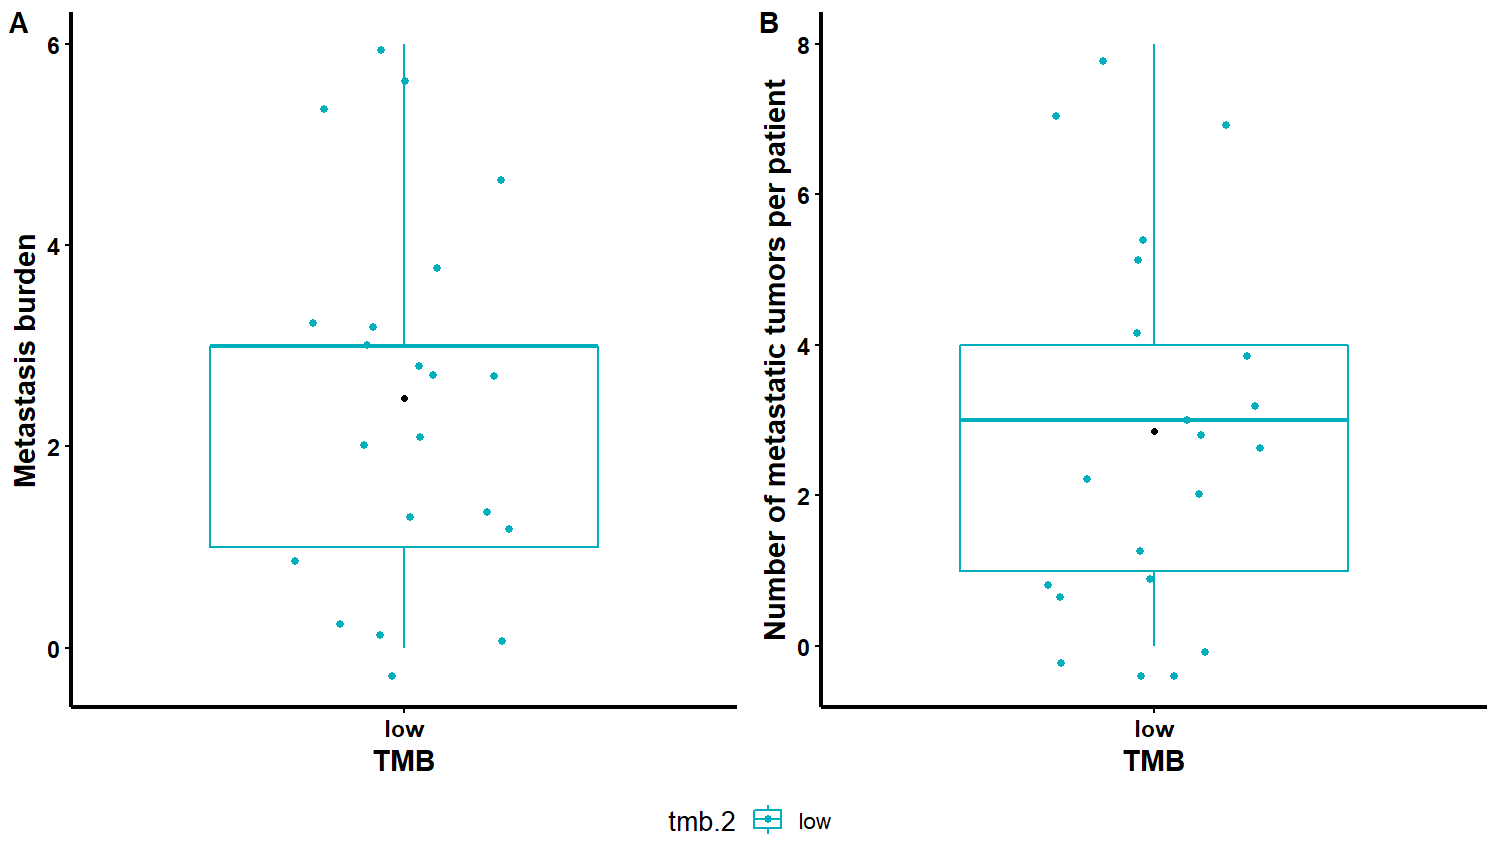 A
Metastasis burden
6
4
2
0
low
TMB
B
Number of metastatic tumors per patient
8
6
4
2
0
low
TMB
tmb.2 low